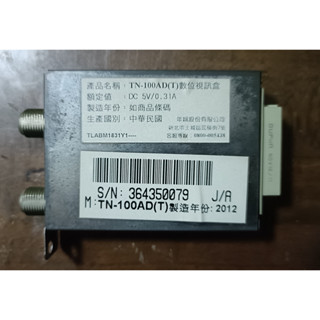 產品名稱：TN-100AD(T)數位視訊盒
額定值：DC 5V/0.31A
製造年份：如商品條碼
生產國別：中華民國
TLABM1831Y1
S/N: 364350079 J/A
M:TN-100AD(T) 製造年份: 2012